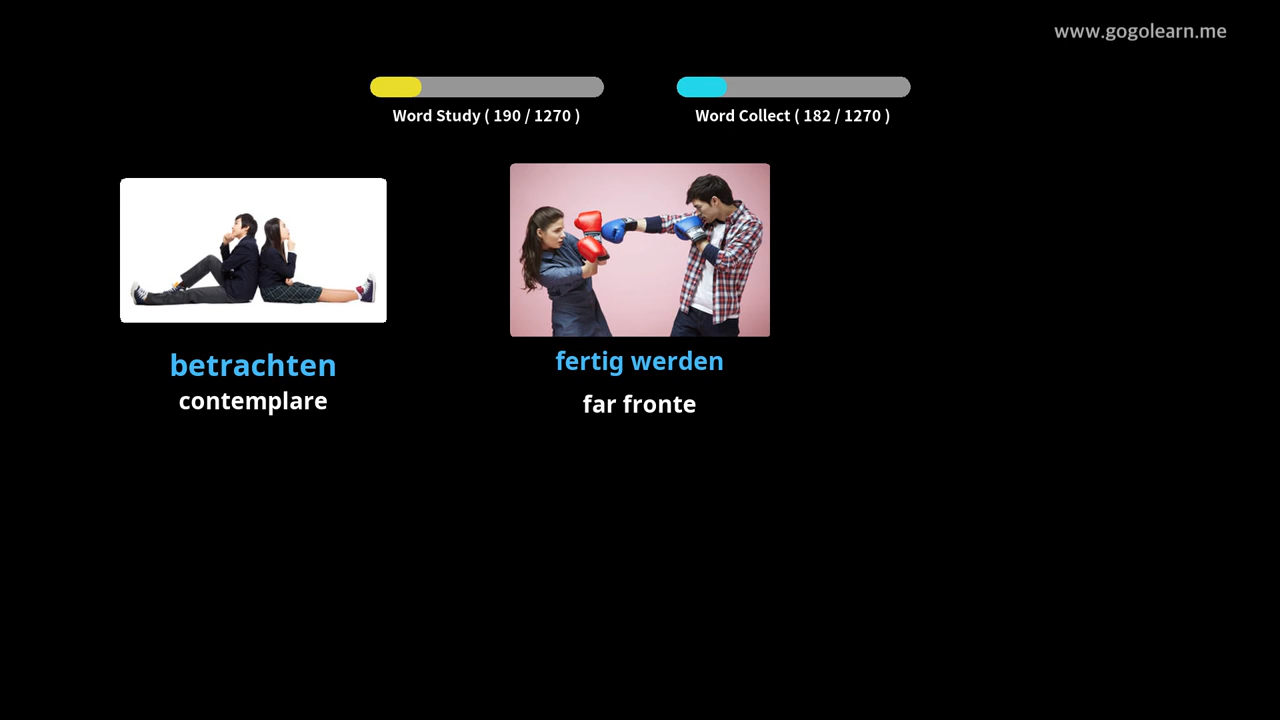 www.gogolearn.me
Word Study ( 190 / 1270 )
Word Collect ( 182 / 1270 )
betrachten
contemplare
fertig werden
far fronte